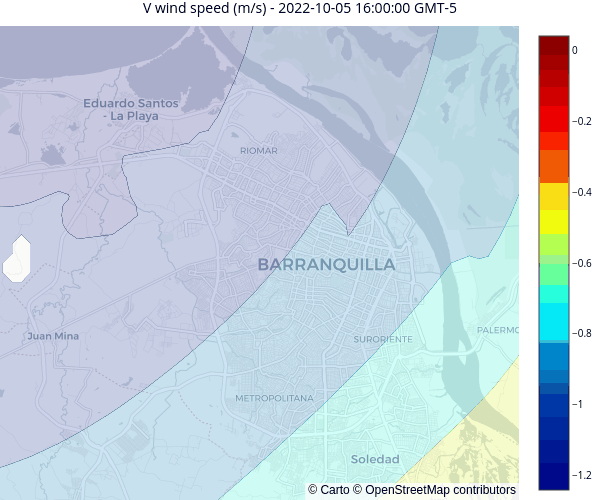 V wind speed (m/s) - 2022-10-05 16:00:00 GMT-5
0
−0.2
−0.4
−0.6
−0.8
−1
−1.2
Eduardo Santos
- La Playa
RIOMAR
BARRANQUILLA
Juan Mina
SURORIENTE
PALERMO
METROPOLITANA
Soledad
© Carto © OpenStreetMap contributors